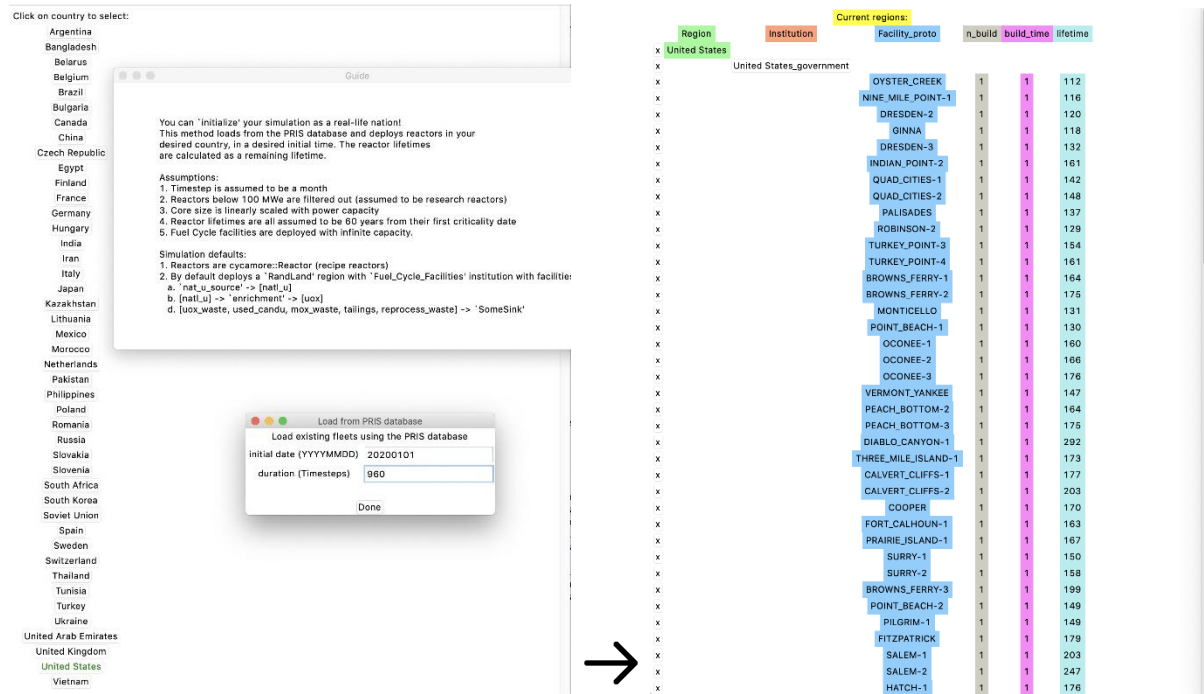 Click on country to select:
Argentina
Bangladesh
Belarus
Belgium
Brazil
Bulgaria
Canada
China
Czech Republic
Egypt
Finland
France
Germany
Hungary
India
Iran
Italy
Japan
Kazakhstan
Lithuania
Mexico
Morocco
Netherlands
Pakistan
Philippines
Poland
Romania
Russia
Slovakia
Slovenia
South Africa
South Korea
Soviet Union
Spain
Sweden
Switzerland
Thailand
Tunisia
Turkey
Ukraine
United Arab Emirates
United Kingdom
United States
Vietnam
Guide
You can `initialize' your simulation as a real-life nation!
This method loads from the PRIS database and deploys reactors in your
desired country, in a desired initial time. The reactor lifetimes
are calculated as a remaining lifetime.
Assumptions:
1. Timestep is assumed to be a month
2. Reactors below 100 MWe are filtered out (assumed to be research reactors)
3. Core size is linearly scaled with power capacity
4. Reactor lifetimes are all assumed to be 60 years from their first criticality date
5. Fuel Cycle facilities are deployed with infinite capacity.
Simulation defaults:
1. Reactors are cycamore::Reactor (recipe reactors)
2. By default deploys a `RandLand' region with `Fuel_Cycle_Facilities' institution with facilities
a. `nat_u_source' -> [natl_u]
b. [natl_u] -> `enrichment' -> [uox]
d. [uox_waste, used_candu, mox_waste, tailings, reprocess_waste] -> `SomeSink'
Load from PRIS database
Load existing fleets using the PRIS database
initial date (YYYYMMDD) 20200101
duration (Timesteps) 960
Done
Current regions:
Region Institution Facility_proto n_build build_time lifetime
x United States
x United States_government
x OYSTER_CREEK 1 1 112
x NINE_MILE_POINT-1 1 1 116
x DRESDEN-2 1 1 120
x GINNA 1 1 118
x DRESDEN-3 1 1 132
x INDIAN_POINT-2 1 1 161
x QUAD_CITIES-1 1 1 142
x QUAD_CITIES-2 1 1 148
x PALISADES 1 1 137
x ROBINSON-2 1 1 129
x TURKEY_POINT-3 1 1 154
x TURKEY_POINT-4 1 1 161
x BROWNS_FERRY-1 1 1 164
x BROWNS_FERRY-2 1 1 175
x MONTICELLO 1 1 131
x POINT_BEACH-1 1 1 130
x OCONEE-1 1 1 160
x OCONEE-2 1 1 166
x OCONEE-3 1 1 176
x VERMONT_YANKEE 1 1 147
x PEACH_BOTTOM-2 1 1 164
x PEACH_BOTTOM-3 1 1 175
x DIABLO_CANYON-1 1 1 292
x THREE_MILE_ISLAND-1 1 1 173
x CALVERT_CLIFFS-1 1 1 177
x CALVERT_CLIFFS-2 1 1 203
x COOPER 1 1 170
x FORT_CALHOUN-1 1 1 163
x PRAIRIE_ISLAND-1 1 1 167
x SURRY-1 1 1 150
x SURRY-2 1 1 158
x BROWNS_FERRY-3 1 1 199
x POINT_BEACH-2 1 1 149
x PILGRIM-1 1 1 149
x FITZPATRICK 1 1 179
x SALEM-1 1 1 203
x SALEM-2 1 1 247
x HATCH-1 1 1 176